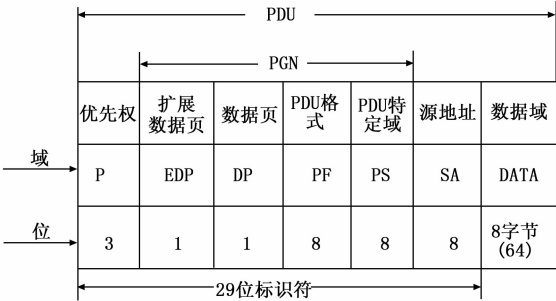 PDU
PGN
优先权 扩展数据页 数据页 PDU格式 PDU特定域 源地址 数据域
域 P EDP DP PF PS SA DATA
位 3 1 1 8 8 8 8字节(64)
29位标识符